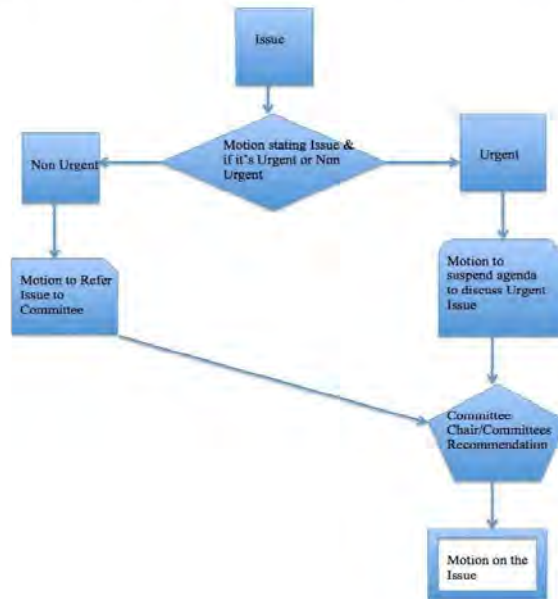 Issue
Motion stating Issue &
if it's Urgent or Non
Urgent
Non Urgent
Urgent
Motion to Refer
Issue to
Committee
Motion to
suspend agenda
to discuss Urgent
Issue
Committee
Chair/Committees
Recommendation
Motion on the
Issue